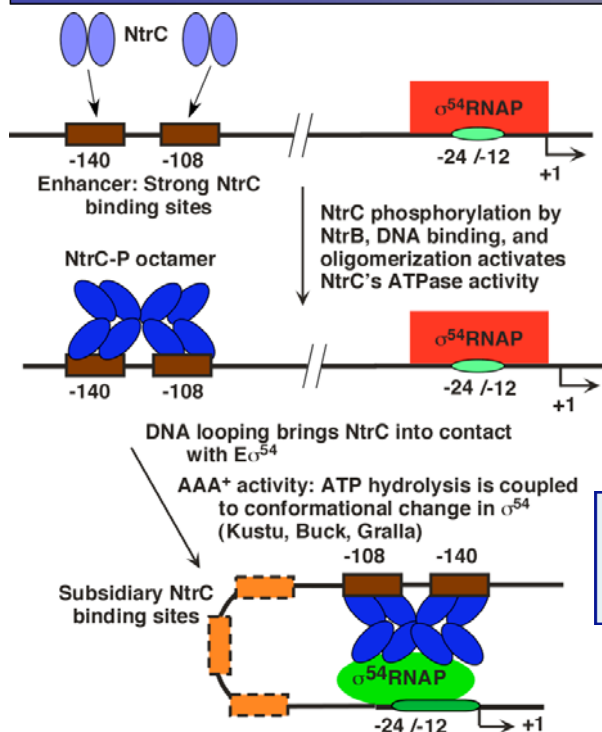 NtrC
σ54RNAP
-140
-108
-24 /-12
+1
Enhancer: Strong NtrC
binding sites
NtrC phosphorylation by
NtrB, DNA binding, and
oligomerization activates
NtrC's ATPase activity
NtrC-P octamer
σ54RNAP
-140
-108
-24 /-12
+1
DNA looping brings NtrC into contact
with Eσ54
AAA+ activity: ATP hydrolysis is coupled
to conformational change in σ54
(Kustu, Buck, Gralla)
-108
-140
Subsidiary NtrC
binding sites
σ54RNAP
-24 /-12
+1